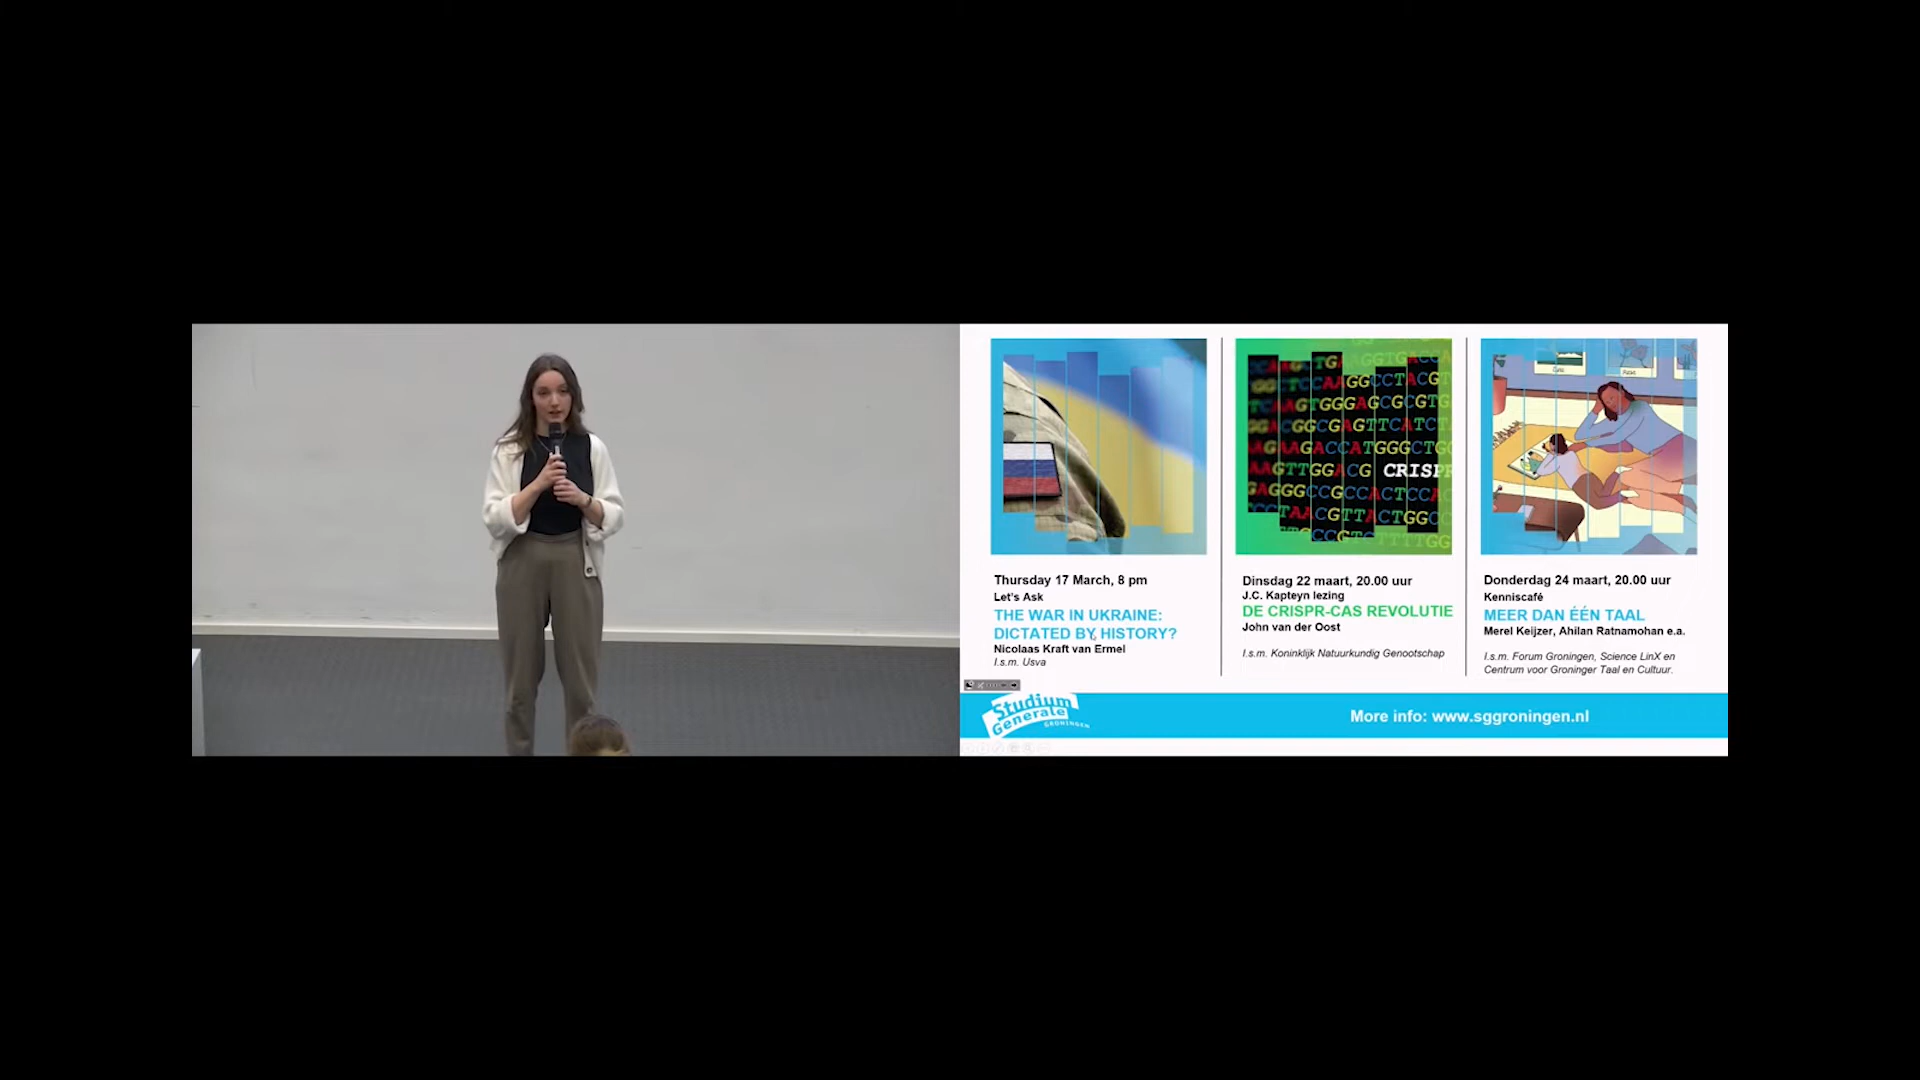 Thursday 17 March, 8 pm
Let's Ask
THE WAR IN UKRAINE:
DICTATED BY HISTORY?
Nicolaas Kraft van Ermel
I.s.m. Usva
CRISP
Dinsdag 22 maart, 20.00 uur
J.C. Kapteyn lezing
DE CRISPR-CAS REVOLUTIE
John van der Oost
I.s.m. Koninklijk Natuurkundig Genootschap
Donderdag 24 maart, 20.00 uur
Kenniscafé
MEER DAN ÉÉN TAAL
Merel Keijzer, Ahilan Ratnamohan e.a.
I.s.m. Forum Groningen, Science LinX en
Centrum voor Groninger Taal en Cultuur.
Studium
Generale
GRONINGEN
More info: www.sggroningen.nl